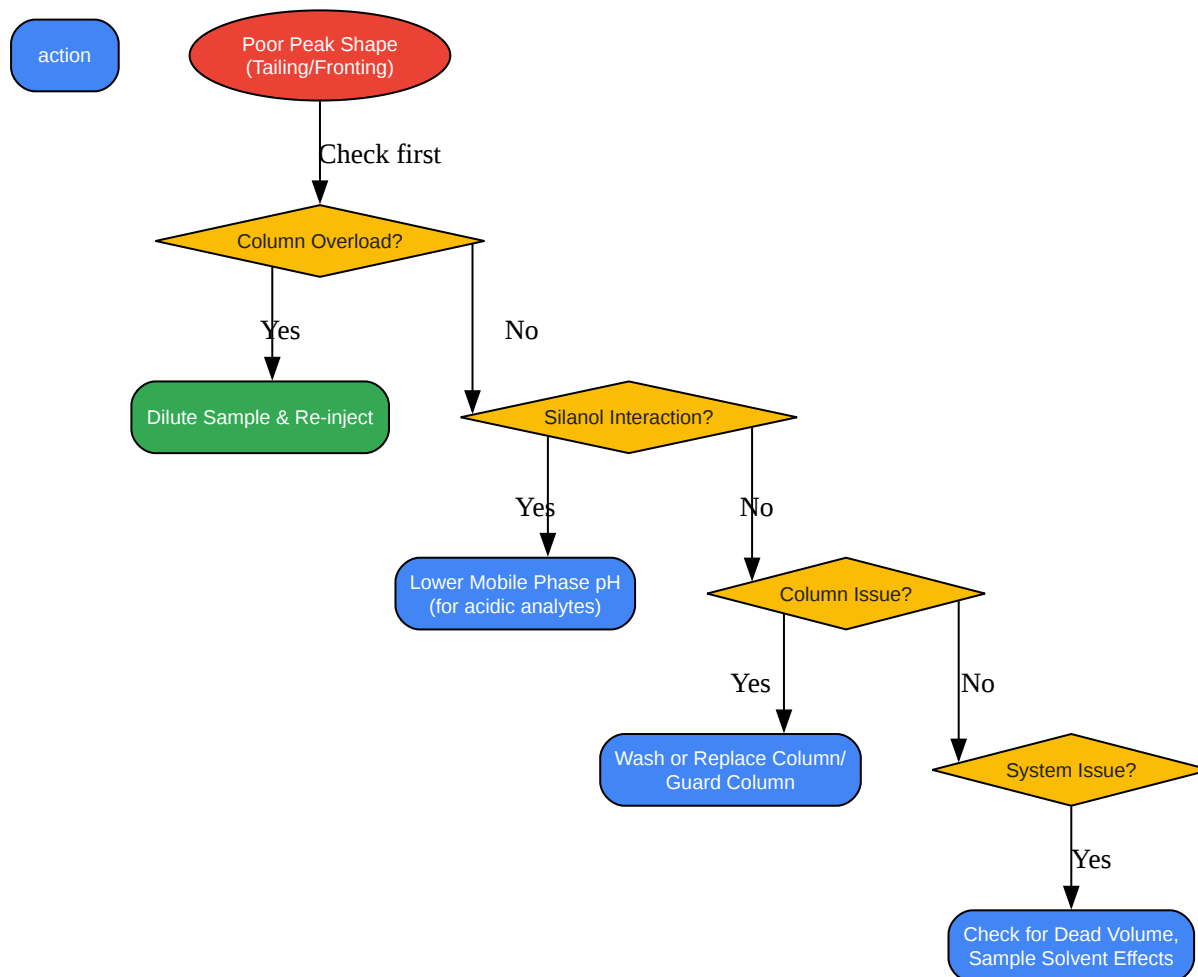 action
Poor Peak Shape
(Tailing/Fronting)
Check first
Column Overload?
Yes
No
Dilute Sample & Re-inject
Silanol Interaction?
Yes
No
Lower Mobile Phase pH
(for acidic analytes)
Column Issue?
Yes
No
Wash or Replace Column/
Guard Column
System Issue?
Yes
Check for Dead Volume,
Sample Solvent Effects